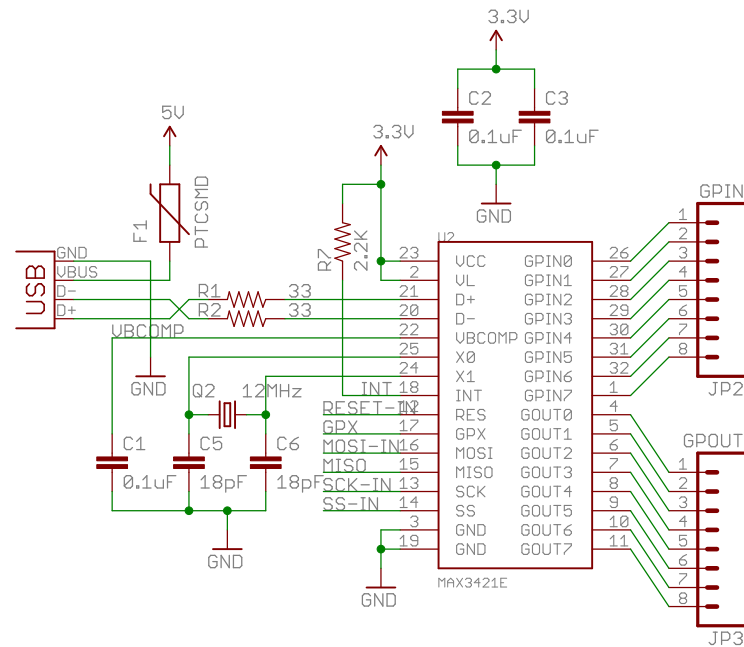 3.3V
C2
C3
0.1uF
0.1uF
GND
5V
F1
PTCSMD
3.3V
R7
2.2K
USB
GND
VBUS
D-
D+
R1
33
R2
33
VBCOMP
GND
Q2
12MHz
INT
RESET-IN
GPX
MOSI-IN
MISO
SCK-IN
SS-IN
C1
0.1uF
C5
18pF
C6
18pF
GND
GND
U2
23 VCC GPIN0 26
2 VL GPIN1 27
21 D+ GPIN2 28
20 D- GPIN3 29
22 VBCOMP GPIN4 30
25 XO GPIN5 31
24 X1 GPIN6 32
18 INT GPIN7 1
12 RES GOUT0 4
17 GPX GOUT1 5
16 MOSI GOUT2 6
15 MISO GOUT3 7
13 SCK GOUT4 8
14 SS GOUT5 9
3 GND GOUT6 10
19 GND GOUT7 11
MAX3421E
GPIN
1
2
3
4
5
6
7
8
JP2
GPOUT
1
2
3
4
5
6
7
8
JP3